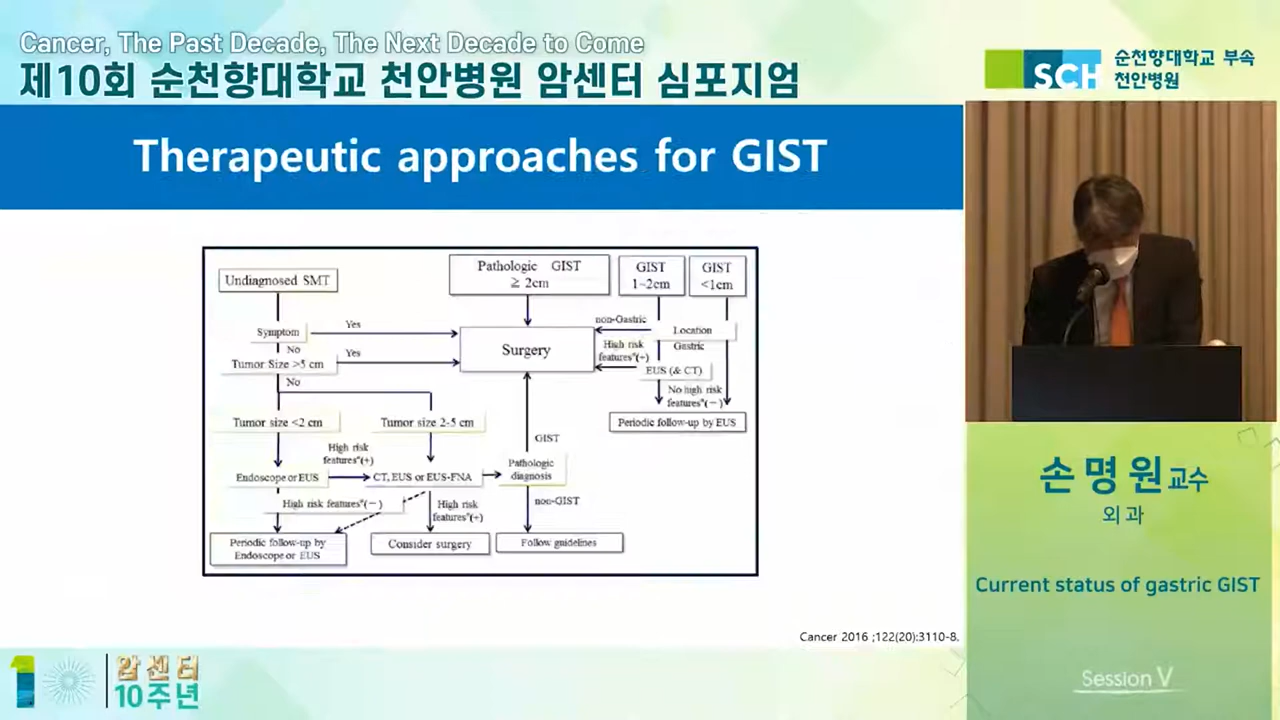 Cancer, The Past Decade, The Next Decade to Come
제10회 순천향대학교 천안병원 암센터 심포지엄
SCH
순천향대학교 부속
천안병원
Therapeutic approaches for GIST
Undiagnosed SMT
Pathologic GIST
≧ 2cm
GIST
1~2cm
GIST
<1cm
Symptom
Yes
No
Tumor Size >5 cm
Yes
No
Surgery
non-Gastric
Location
Gastric
High risk
features*(+)
EUS (& CT)
No high risk
features*(−)
Periodic follow-up by EUS
Tumor size <2 cm
Tumor size 2-5 cm
GIST
High risk
features*(+)
Endoscope or EUS
CT, EUS or EUS-FNA
Pathologic
diagnosis
High risk features*(−)
High risk
features*(+)
non-GIST
Periodic follow-up by
Endoscope or EUS
Consider surgery
Follow guidelines
Cancer 2016 ;122(20):3110-8.
손명원교수
외과
Current status of gastric GIST
Session V
1
암센터
10주년